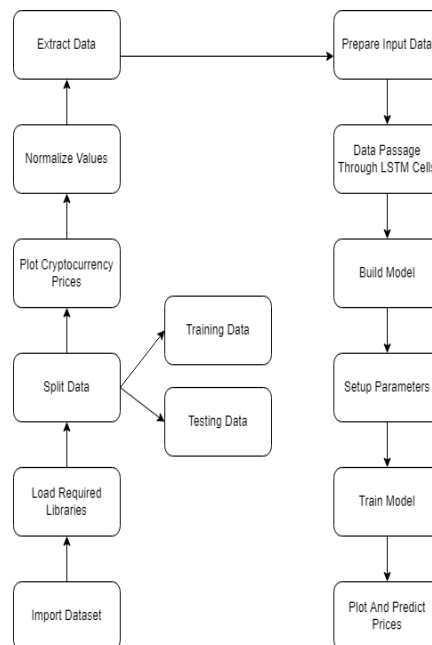 Extract Data
Prepare Input Data
Normalize Values
Data Passage
Through LSTM Cells
Plot Cryptocurrency
Prices
Build Model
Training Data
Split Data
Setup Parameters
Testing Data
Load Required
Libraries
Train Model
Import Dataset
Plot And Predict
Prices